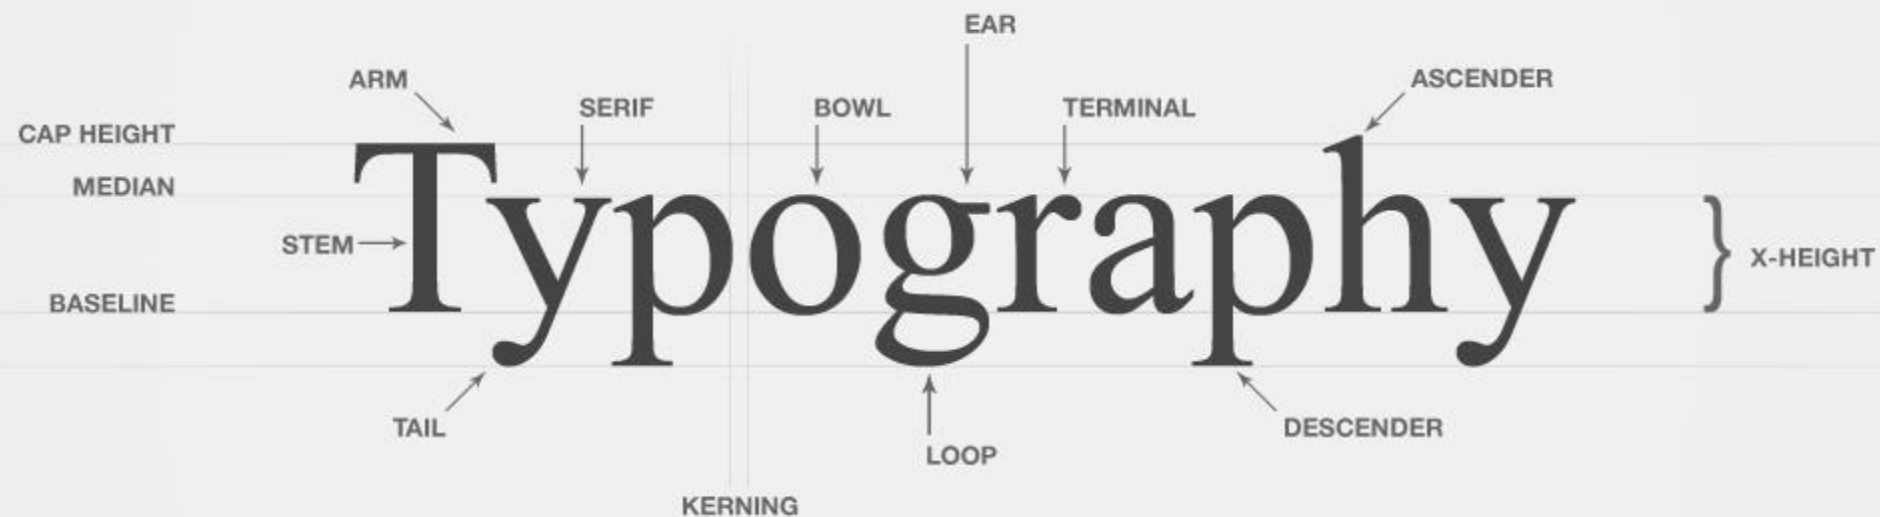 EAR
ARM
ASCENDER
SERIF
BOWL
TERMINAL
CAP HEIGHT
MEDIAN
Typography
STEM
X-HEIGHT
BASELINE
TAIL
DESCENDER
LOOP
KERNING